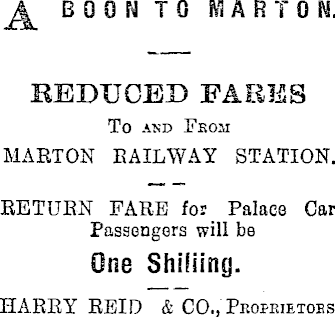 A BOON TO MARTON.
REDUCED FARES
To AND FROM
MARTON RAILWAY STATION.
RETURN FARE for Palace Car
Passengers will be
One Shilling.
HARRY REID & CO., PROPRIETORS